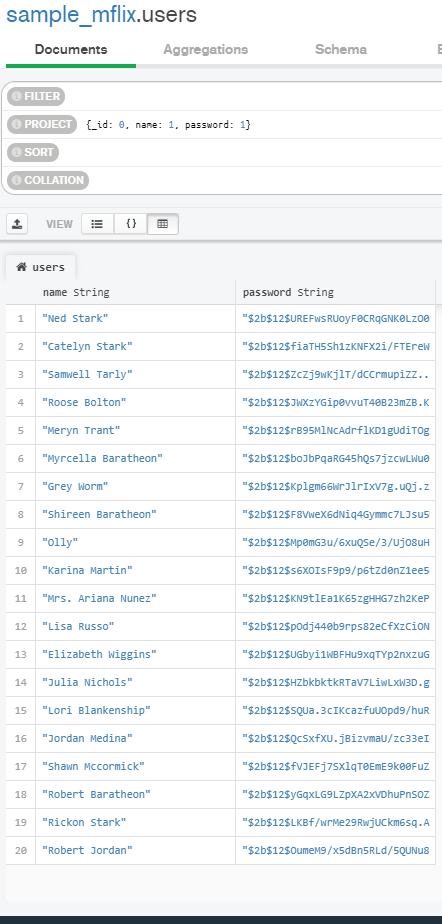 sample_mflix.users
Documents Aggregations Schema
FILTER
PROJECT {_id: 0, name: 1, password: 1}
SORT
COLLATION
VIEW {}
users
name String password String
1 "Ned Stark" "$2b$12$UREFwsRUoyF0CRqGNK0LzO0
2 "Catelyn Stark" "$2b$12$fiaTH5Sh1zKNFX2i/FTEreW
3 "Samwell Tarly" "$2b$12$ZcZj9wKjlT/dCCrmupiZZ..
4 "Roose Bolton" "$2b$12$JWXzYGip0vvuT40B23mZB.K
5 "Meryn Trant" "$2b$12$rB95MlNcAdrflKD1gUdiTOg
6 "Myrcella Baratheon" "$2b$12$boJbPqaRG45hQs7jzcwLWu0
7 "Grey Worm" "$2b$12$Kplgm66WrJlrIxV7g.uQj.z
8 "Shireen Baratheon" "$2b$12$F8VweX6dNiq4Gymmc7LJsu5
9 "Olly" "$2b$12$Mp0mG3u/6xuQSe/3/UjO8uH
10 "Karina Martin" "$2b$12$s6XOIsF9p9/p6tZd0nZ1ee5
11 "Mrs. Ariana Nunez" "$2b$12$KN9tlEa1K65zgHHG7zh2KeP
12 "Lisa Russo" "$2b$12$pOdj440b9rps82eCfXzCiON
13 "Elizabeth Wiggins" "$2b$12$UGbyi1WBFHu9xqTYp2nxzuG
14 "Julia Nichols" "$2b$12$HZbkbktkRTaV7LiwLxW3D.g
15 "Lori Blankenship" "$2b$12$SQUa.3cIKcazfuUOpd9/huR
16 "Jordan Medina" "$2b$12$QcSxfXU.jBizvmaU/zc33eI
17 "Shawn Mccormick" "$2b$12$fVJEFj7SXlqT0EmE9k00FuZ
18 "Robert Baratheon" "$2b$12$yGqxLG9LZpXA2xVDhuPnSOZ
19 "Rickon Stark" "$2b$12$LKBf/wrMe29RwjUCkm6sq.A
20 "Robert Jordan" "$2b$12$OumeM9/x5dBn5RLd/5QUNu8